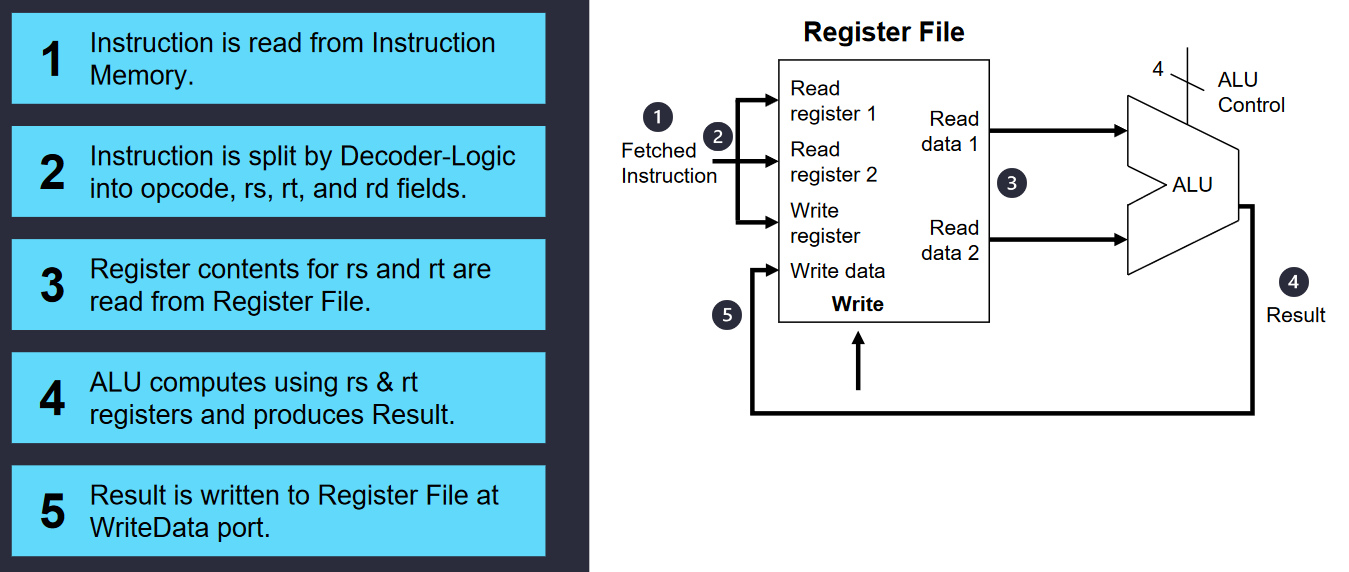 1
Instruction is read from Instruction
Memory.
2
Instruction is split by Decoder-Logic
into opcode, rs, rt, and rd fields.
3
Register contents for rs and rt are
read from Register File.
4
ALU computes using rs & rt
registers and produces Result.
5
Result is written to Register File at
WriteData port.
Register File
1
Fetched
Instruction
2
Read
register 1
Read
register 2
Write
register
Write data
Write
Read
data 1
Read
data 2
3
4
ALU
Control
ALU
4
Result
5